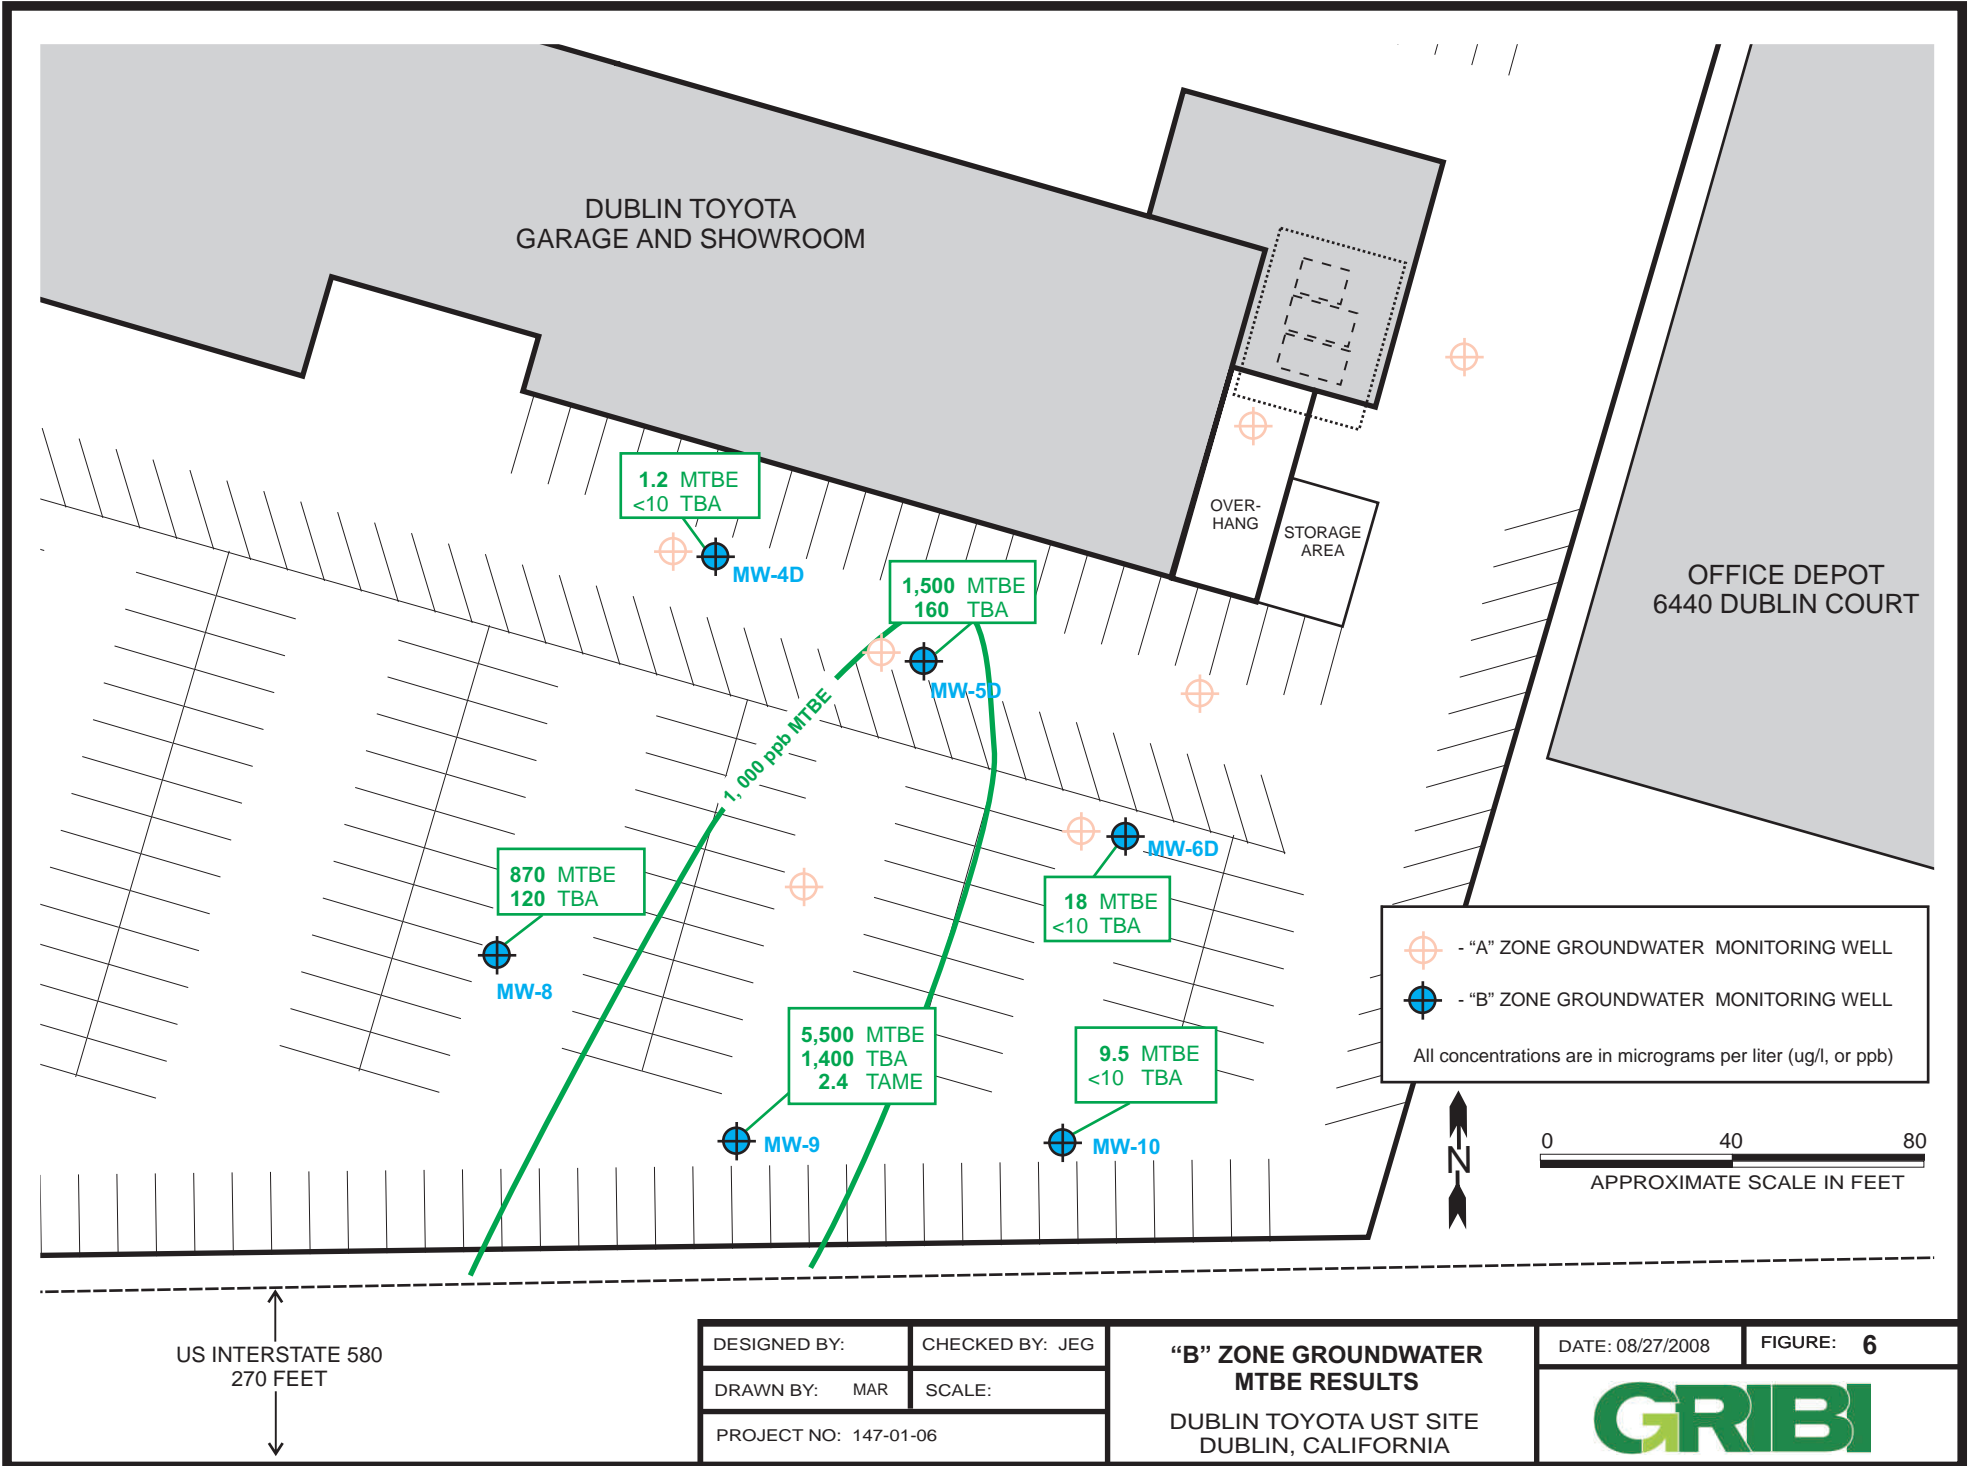 DUBLIN TOYOTA
GARAGE AND SHOWROOM
1.2 MTBE
<10 TBA
MW-4D
OVER-
HANG
STORAGE
AREA
1,500 MTBE
160 TBA
MW-5D
OFFICE DEPOT
6440 DUBLIN COURT
1, 000 ppb MTBE
MW-6D
870 MTBE
120 TBA
18 MTBE
<10 TBA
MW-8
- “A” ZONE GROUNDWATER MONITORING WELL
- “B” ZONE GROUNDWATER MONITORING WELL
All concentrations are in micrograms per liter (ug/l, or ppb)
5,500 MTBE
1,400 TBA
2.4 TAME
9.5 MTBE
<10 TBA
MW-9
MW-10
N
0 40 80
APPROXIMATE SCALE IN FEET
US INTERSTATE 580
270 FEET
DESIGNED BY:
CHECKED BY: JEG
DRAWN BY: MAR
SCALE:
PROJECT NO: 147-01-06
“B” ZONE GROUNDWATER
MTBE RESULTS
DUBLIN TOYOTA UST SITE
DUBLIN, CALIFORNIA
DATE: 08/27/2008
FIGURE: 6
GRIBI